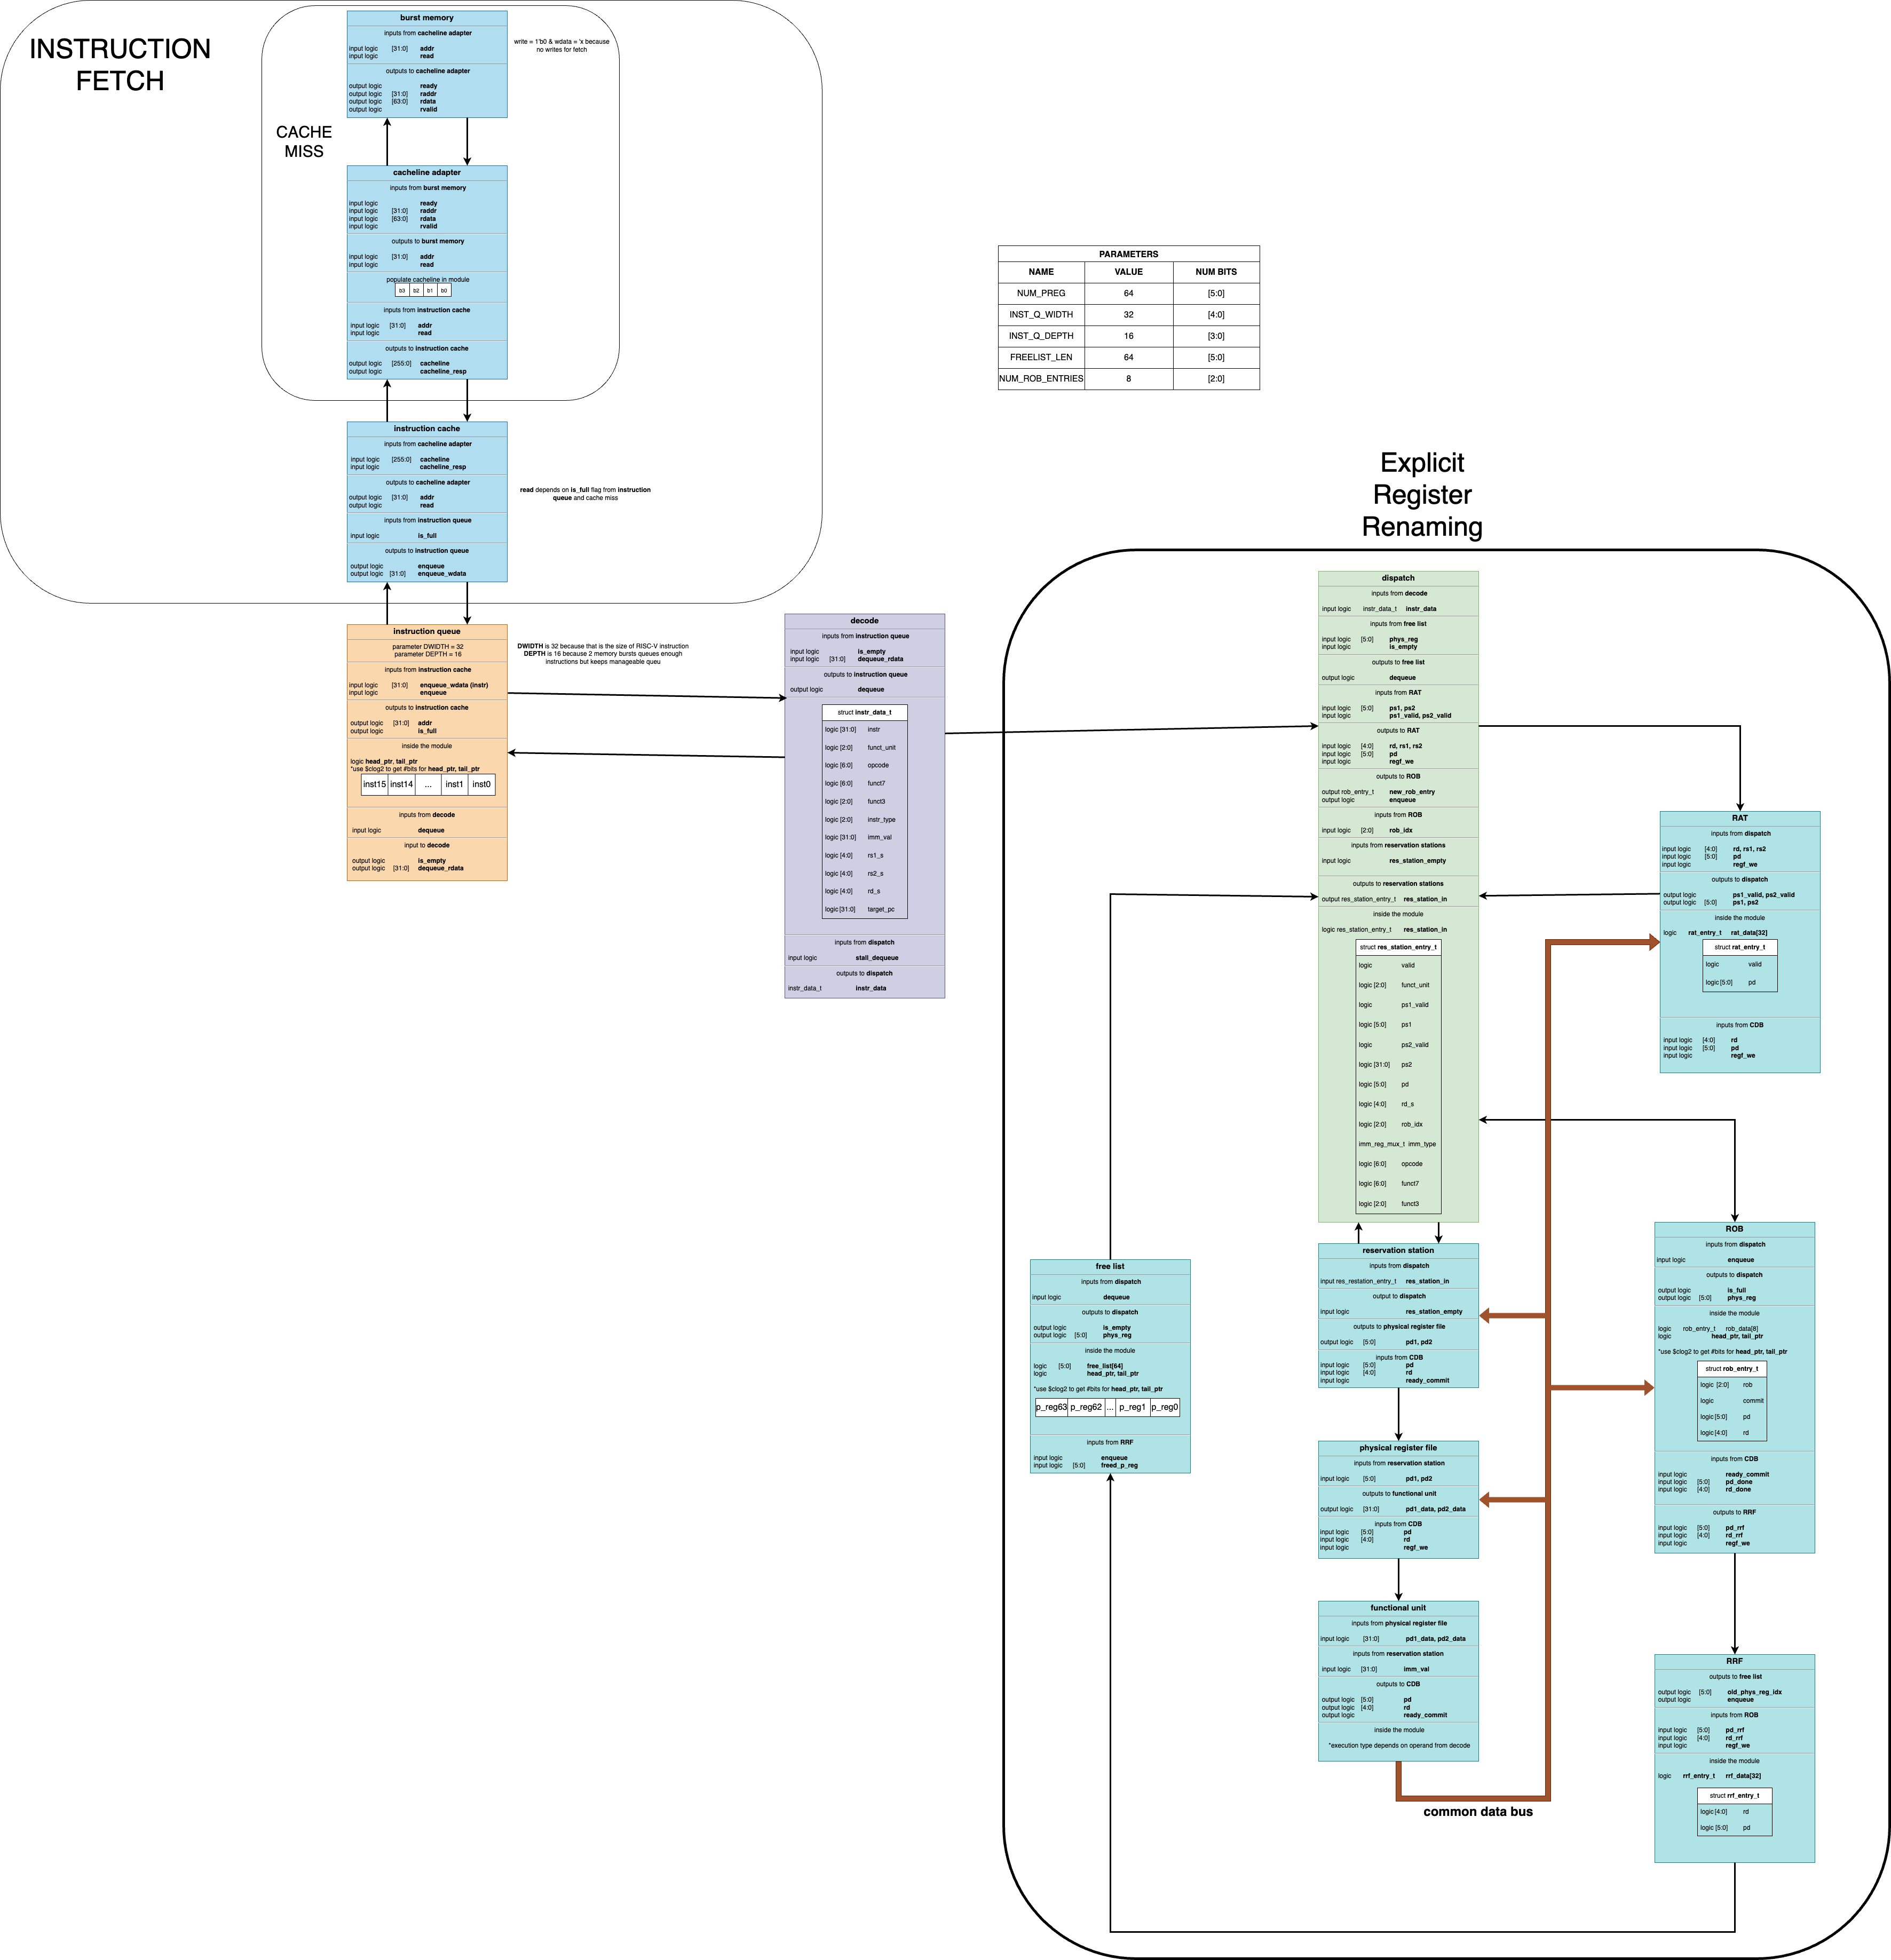 INSTRUCTION
FETCH
CACHE
MISS
burst memory
inputs from cacheline adapter
input logic [31:0] addr
input logic read
outputs to cacheline adapter
output logic ready
output logic [31:0] raddr
output logic [63:0] rdata
output logic rvalid
write = 1'b0 & wdata = 'x because
no writes for fetch
cacheline adapter
inputs from burst memory
input logic ready
input logic [31:0] raddr
input logic [63:0] rdata
input logic rvalid
outputs to burst memory
input logic [31:0] addr
input logic read
populate cacheline in module
b3 b2 b1 b0
inputs from instruction cache
input logic [31:0] addr
input logic read
outputs to instruction cache
output logic [255:0] cacheline
output logic cacheline_resp
instruction cache
inputs from cacheline adapter
input logic [255:0] cacheline
input logic cacheline_resp
outputs to cacheline adapter
output logic [31:0] addr
output logic read
inputs from instruction queue
input logic is_full
outputs to instruction queue
output logic enqueue
output logic [31:0] enqueue_wdata
read depends on is_full flag from instruction
queue and cache miss
instruction queue
parameter DWIDTH = 32
parameter DEPTH = 16
inputs from instruction cache
input logic [31:0] enqueue_wdata (instr)
input logic enqueue
outputs to instruction cache
output logic [31:0] addr
output logic is_full
inside the module
logic head_ptr, tail_ptr
*use $clog2 to get #bits for head_ptr, tail_ptr
inst15 inst14 ... inst1 inst0
inputs from decode
input logic dequeue
input to decode
output logic is_empty
output logic [31:0] dequeue_rdata
DWIDTH is 32 because that is the size of RISC-V instruction
DEPTH is 16 because 2 memory bursts queues enough
instructions but keeps manageable queu
decode
inputs from instruction queue
input logic is_empty
input logic [31:0] dequeue_rdata
outputs to instruction queue
output logic dequeue
struct instr_data_t
logic [31:0] instr
logic [2:0] funct_unit
logic [6:0] opcode
logic [6:0] funct7
logic [2:0] funct3
logic [2:0] instr_type
logic [31:0] imm_val
logic [4:0] rs1_s
logic [4:0] rs2_s
logic [4:0] rd_s
logic [31:0] target_pc
inputs from dispatch
input logic stall_dequeue
outputs to dispatch
instr_data_t instr_data
PARAMETERS
NAME VALUE NUM BITS
NUM_PREG 64 [5:0]
INST_Q_WIDTH 32 [4:0]
INST_Q_DEPTH 16 [3:0]
FREELIST_LEN 64 [5:0]
NUM_ROB_ENTRIES 8 [2:0]
Explicit
Register
Renaming
dispatch
inputs from decode
input logic instr_data_t instr_data
inputs from free list
input logic [5:0] phys_reg
input logic is_empty
outputs to free list
output logic dequeue
inputs from RAT
input logic [5:0] ps1, ps2
input logic ps1_valid, ps2_valid
outputs to RAT
input logic [4:0] rd, rs1, rs2
input logic [5:0] pd
input logic regf_we
outputs to ROB
output rob_entry_t new_rob_entry
output logic enqueue
inputs from ROB
input logic [2:0] rob_idx
inputs from reservation stations
input logic res_station_empty
outputs to reservation stations
output res_station_entry_t res_station_in
inside the module
logic res_station_entry_t res_station_in
struct res_station_entry_t
logic valid
logic [2:0] funct_unit
logic ps1_valid
logic [5:0] ps1
logic ps2_valid
logic [31:0] ps2
logic [5:0] pd
logic [4:0] rd_s
logic [2:0] rob_idx
imm_reg_mux_t imm_type
logic [6:0] opcode
logic [6:0] funct7
logic [2:0] funct3
RAT
inputs from dispatch
input logic [4:0] rd, rs1, rs2
input logic [5:0] pd
input logic regf_we
outputs to dispatch
output logic ps1_valid, ps2_valid
output logic [5:0] ps1, ps2
inside the module
logic rat_entry_t rat_data[32]
struct rat_entry_t
logic valid
logic [5:0] pd
inputs from CDB
input logic [4:0] rd
input logic [5:0] pd
input logic regf_we
free list
inputs from dispatch
input logic dequeue
outputs to dispatch
output logic is_empty
output logic [5:0] phys_reg
inside the module
logic [5:0] free_list[64]
logic head_ptr, tail_ptr
*use $clog2 to get #bits for head_ptr, tail_ptr
p_reg63 p_reg62 ... p_reg1 p_reg0
inputs from RRF
input logic enqueue
input logic [5:0] freed_p_reg
reservation station
inputs from dispatch
input res_restation_entry_t res_station_in
output to dispatch
input logic res_station_empty
outputs to physical register file
output logic [5:0] pd1, pd2
inputs from CDB
input logic [5:0] pd
input logic [4:0] rd
input logic ready_commit
physical register file
inputs from reservation station
input logic [5:0] pd1, pd2
outputs to functional unit
output logic [31:0] pd1_data, pd2_data
inputs from CDB
input logic [5:0] pd
input logic [4:0] rd
input logic regf_we
functional unit
inputs from physical register file
input logic [31:0] pd1_data, pd2_data
inputs from reservation station
input logic [31:0] imm_val
outputs to CDB
output logic [5:0] pd
output logic [4:0] rd
output logic ready_commit
inside the module
*execution type depends on operand from decode
common data bus
ROB
inputs from dispatch
input logic enqueue
outputs to dispatch
output logic is_full
output logic [5:0] phys_reg
inside the module
logic rob_entry_t rob_data[8]
logic head_ptr, tail_ptr
*use $clog2 to get #bits for head_ptr, tail_ptr
struct rob_entry_t
logic [2:0] rob
logic commit
logic [5:0] pd
logic [4:0] rd
inputs from CDB
input logic ready_commit
input logic [5:0] pd_done
input logic [4:0] rd_done
outputs to RRF
input logic [5:0] pd_rrf
input logic [4:0] rd_rrf
input logic regf_we
RRF
outputs to free list
output logic [5:0] old_phys_reg_idx
output logic enqueue
inputs from ROB
input logic [5:0] pd_rrf
input logic [4:0] rd_rrf
input logic regf_we
inside the module
logic rrf_entry_t rrf_data[32]
struct rrf_entry_t
logic [4:0] rd
logic [5:0] pd